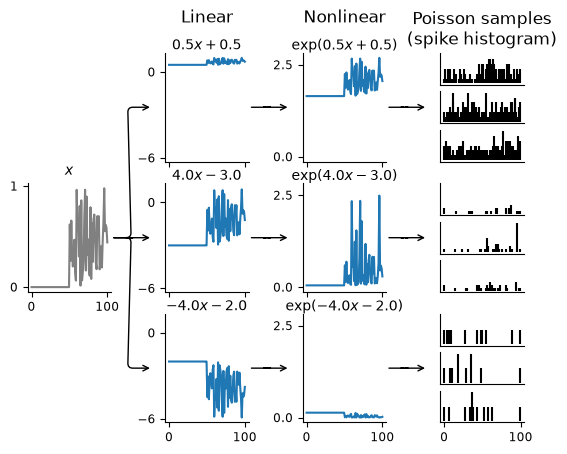 Linear
Nonlinear
Poisson samples
(spike histogram)
0.5x + 0.5
exp(0.5x + 0.5)
0
−6
2.5
0.0
x
1
0
0
100
4.0x − 3.0
exp(4.0x − 3.0)
0
−6
2.5
0.0
−4.0x − 2.0
exp(−4.0x − 2.0)
0
−6
2.5
0.0
0
100
0
100
0
100